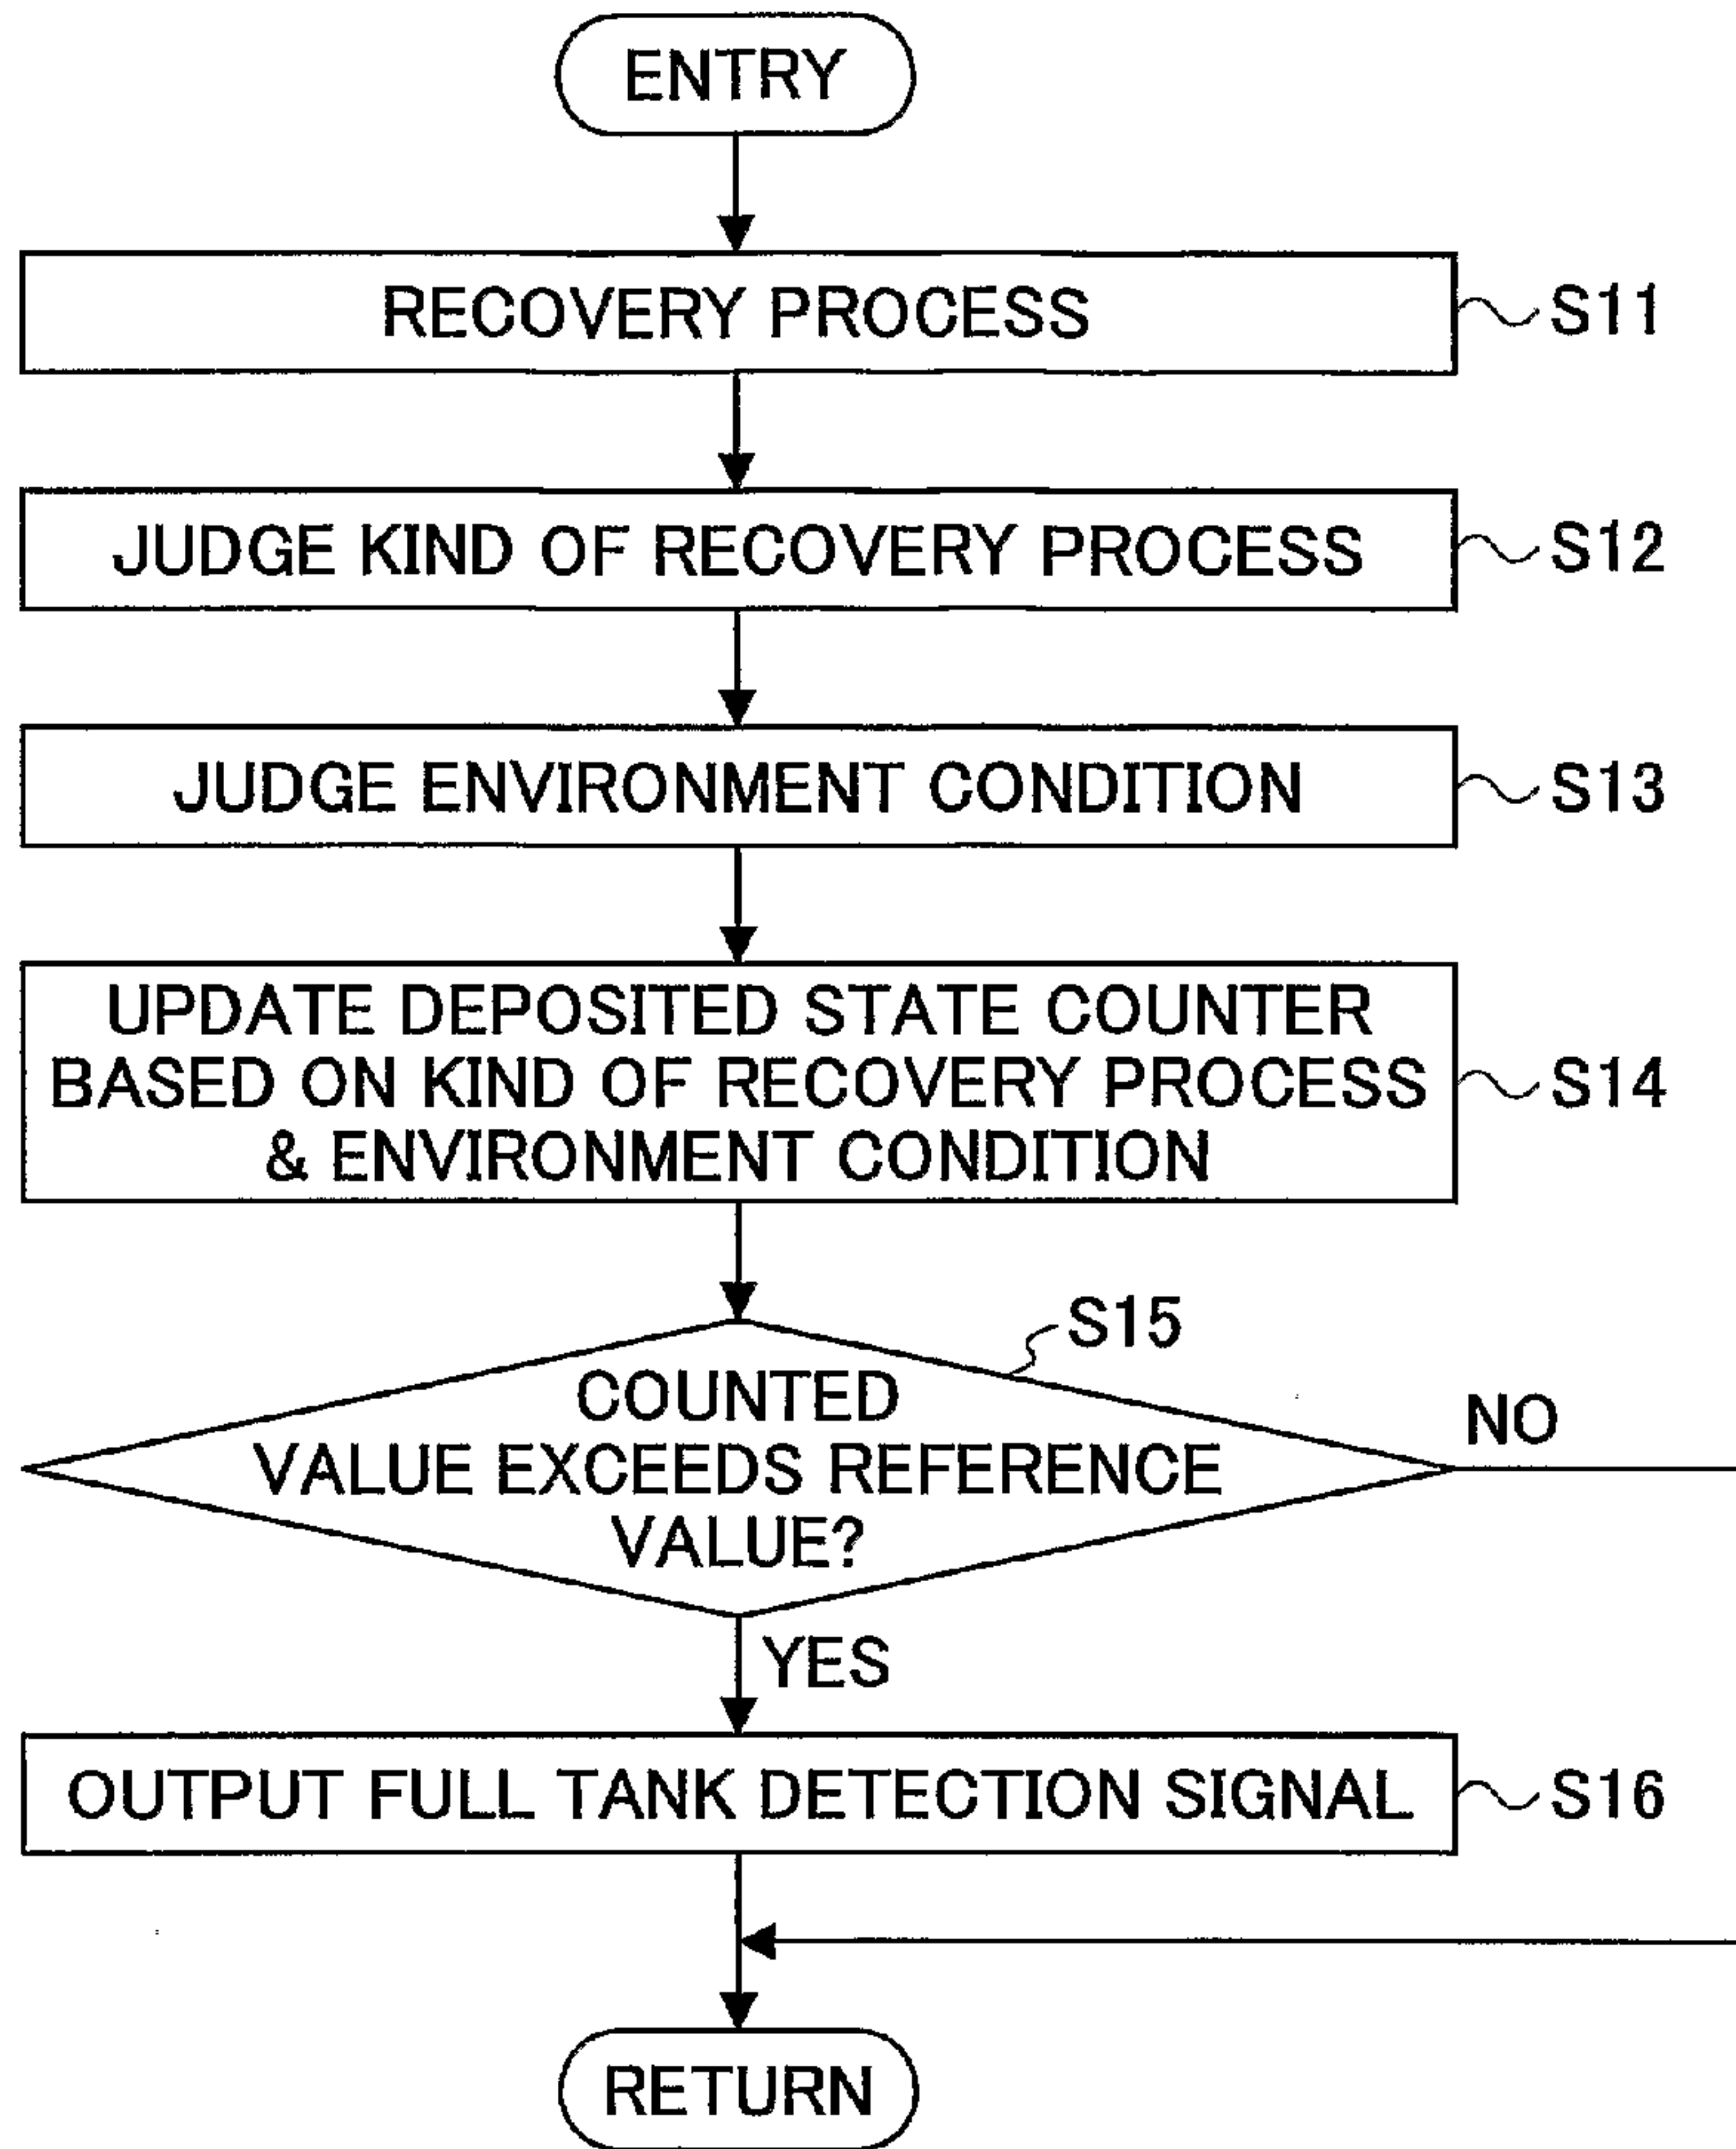 ENTRY
RECOVERY PROCESS
S11
JUDGE KIND OF RECOVERY PROCESS
S12
JUDGE ENVIRONMENT CONDITION
S13
UPDATE DEPOSITED STATE COUNTER
BASED ON KIND OF RECOVERY PROCESS
& ENVIRONMENT CONDITION
S14
S15
COUNTED
VALUE EXCEEDS REFERENCE
VALUE?
NO
YES
OUTPUT FULL TANK DETECTION SIGNAL
S16
RETURN